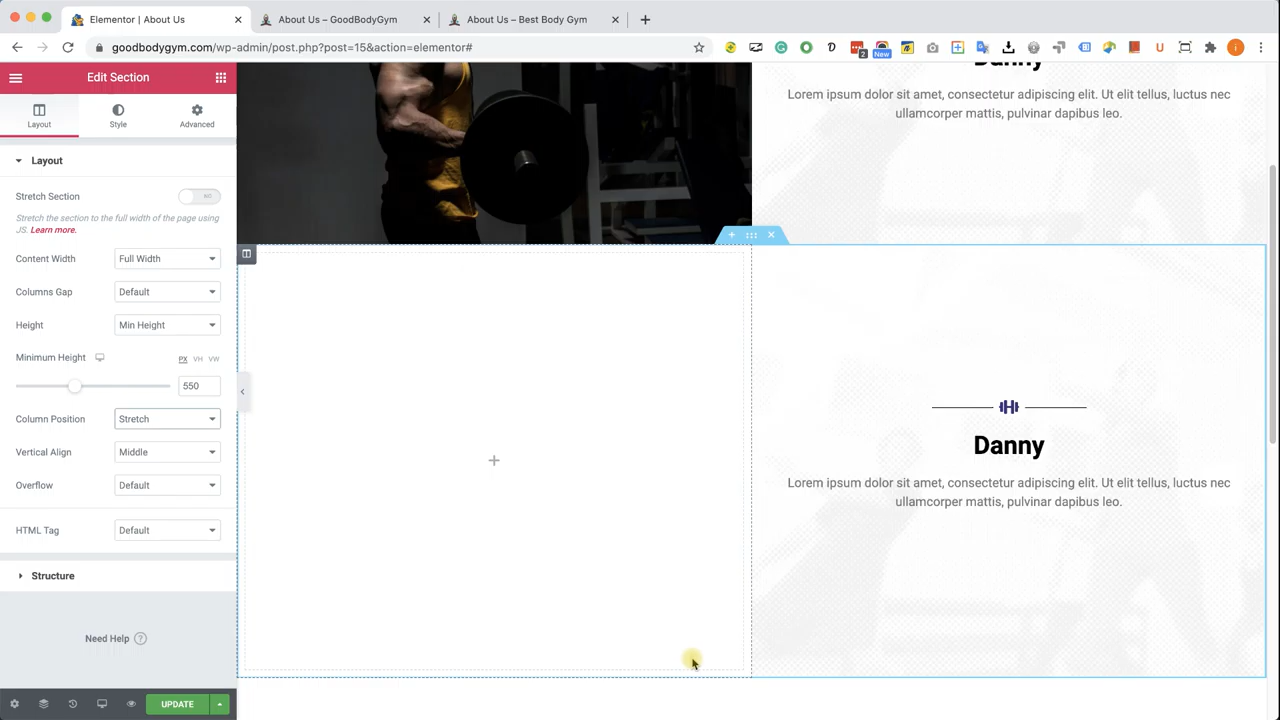 Elementor | About Us
About Us – GoodBodyGym
About Us – Best Body Gym
goodbodygym.com/wp-admin/post.php?post=15&action=elementor#
2
New
Edit Section
Layout
Style
Advanced
Layout
Stretch Section
NO
Stretch the section to the full width of the page using
JS. Learn more.
Content Width
Full Width
Columns Gap
Default
Height
Min Height
Minimum Height
PX VH VW
550
Column Position
Stretch
Vertical Align
Middle
Overflow
Default
HTML Tag
Default
Structure
Need Help
UPDATE
Danny
Lorem ipsum dolor sit amet, consectetur adipiscing elit. Ut elit tellus, luctus nec
ullamcorper mattis, pulvinar dapibus leo.
Danny
Lorem ipsum dolor sit amet, consectetur adipiscing elit. Ut elit tellus, luctus nec
ullamcorper mattis, pulvinar dapibus leo.